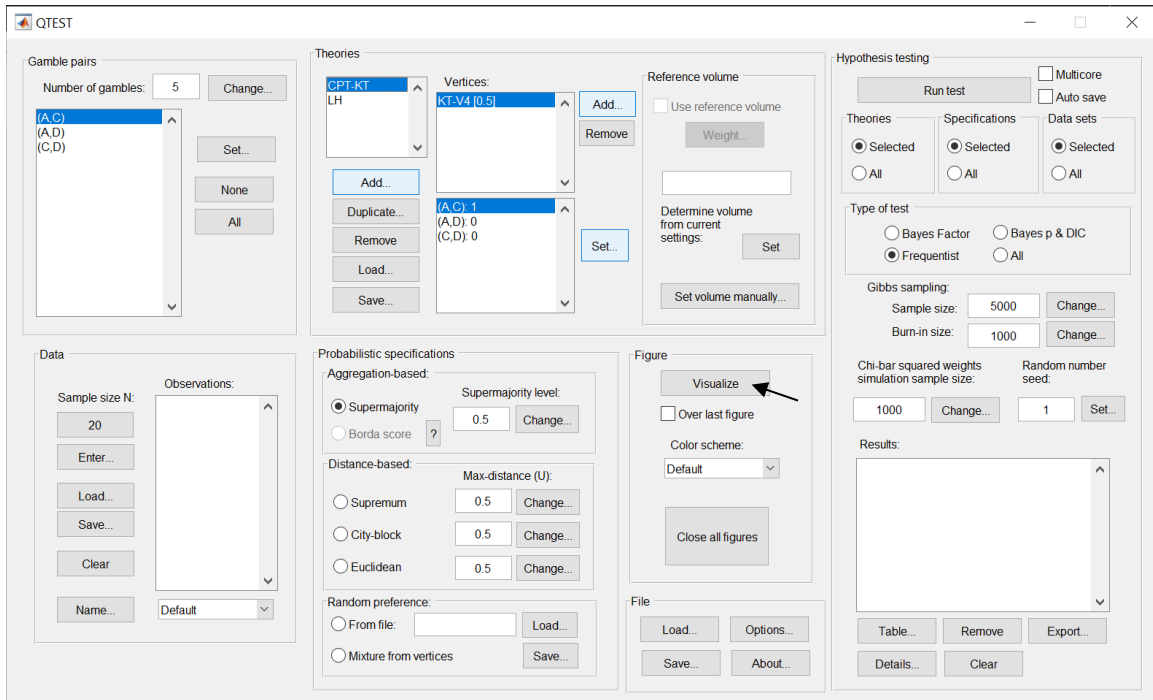 QTEST
Gamble pairs
Number of gambles: 5 Change...
(A,C)
(A,D)
(C,D)
Set...
None
All
Theories
CPT-KT
LH
Add...
Duplicate...
Remove
Load...
Save...
Vertices:
KT-V4 [0.5]
Add...
Remove
(A,C): 1
(A,D): 0
(C,D): 0
Set...
Reference volume
Use reference volume
Weight...
Determine volume
from current
settings:
Set
Set volume manually...
Hypothesis testing
Run test
Multicore
Auto save
Theories
Selected
All
Specifications
Selected
All
Data sets
Selected
All
Type of test
Bayes Factor Bayes p & DIC
Frequentist All
Gibbs sampling:
Sample size: 5000 Change...
Burn-in size: 1000 Change...
Chi-bar squared weights
simulation sample size:
1000 Change...
Random number
seed:
1 Set...
Results:
Table... Remove Export...
Details... Clear
Data
Sample size N:
20
Enter...
Load...
Save...
Clear
Name...
Observations:
Default
Probabilistic specifications
Aggregation-based:
Supermajority level:
Supermajority 0.5 Change...
Borda score ?
Distance-based:
Max-distance (U):
Supremum 0.5 Change...
City-block 0.5 Change...
Euclidean 0.5 Change...
Random preference:
From file: Load...
Mixture from vertices Save...
Figure
Visualize
Over last figure
Color scheme:
Default
Close all figures
File
Load... Options...
Save... About...